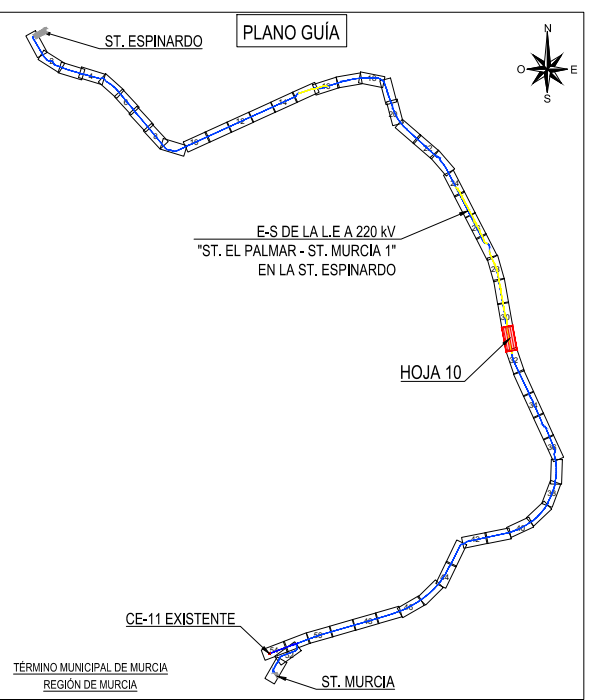 PLANO GUÍA
ST. ESPINARDO
N
O
E
S
E-S DE LA L.E A 220 kV
"ST. EL PALMAR - ST. MURCIA 1"
EN LA ST. ESPINARDO
HOJA 10
CE-11 EXISTENTE
ST. MURCIA
TÉRMINO MUNICIPAL DE MURCIA
REGIÓN DE MURCIA